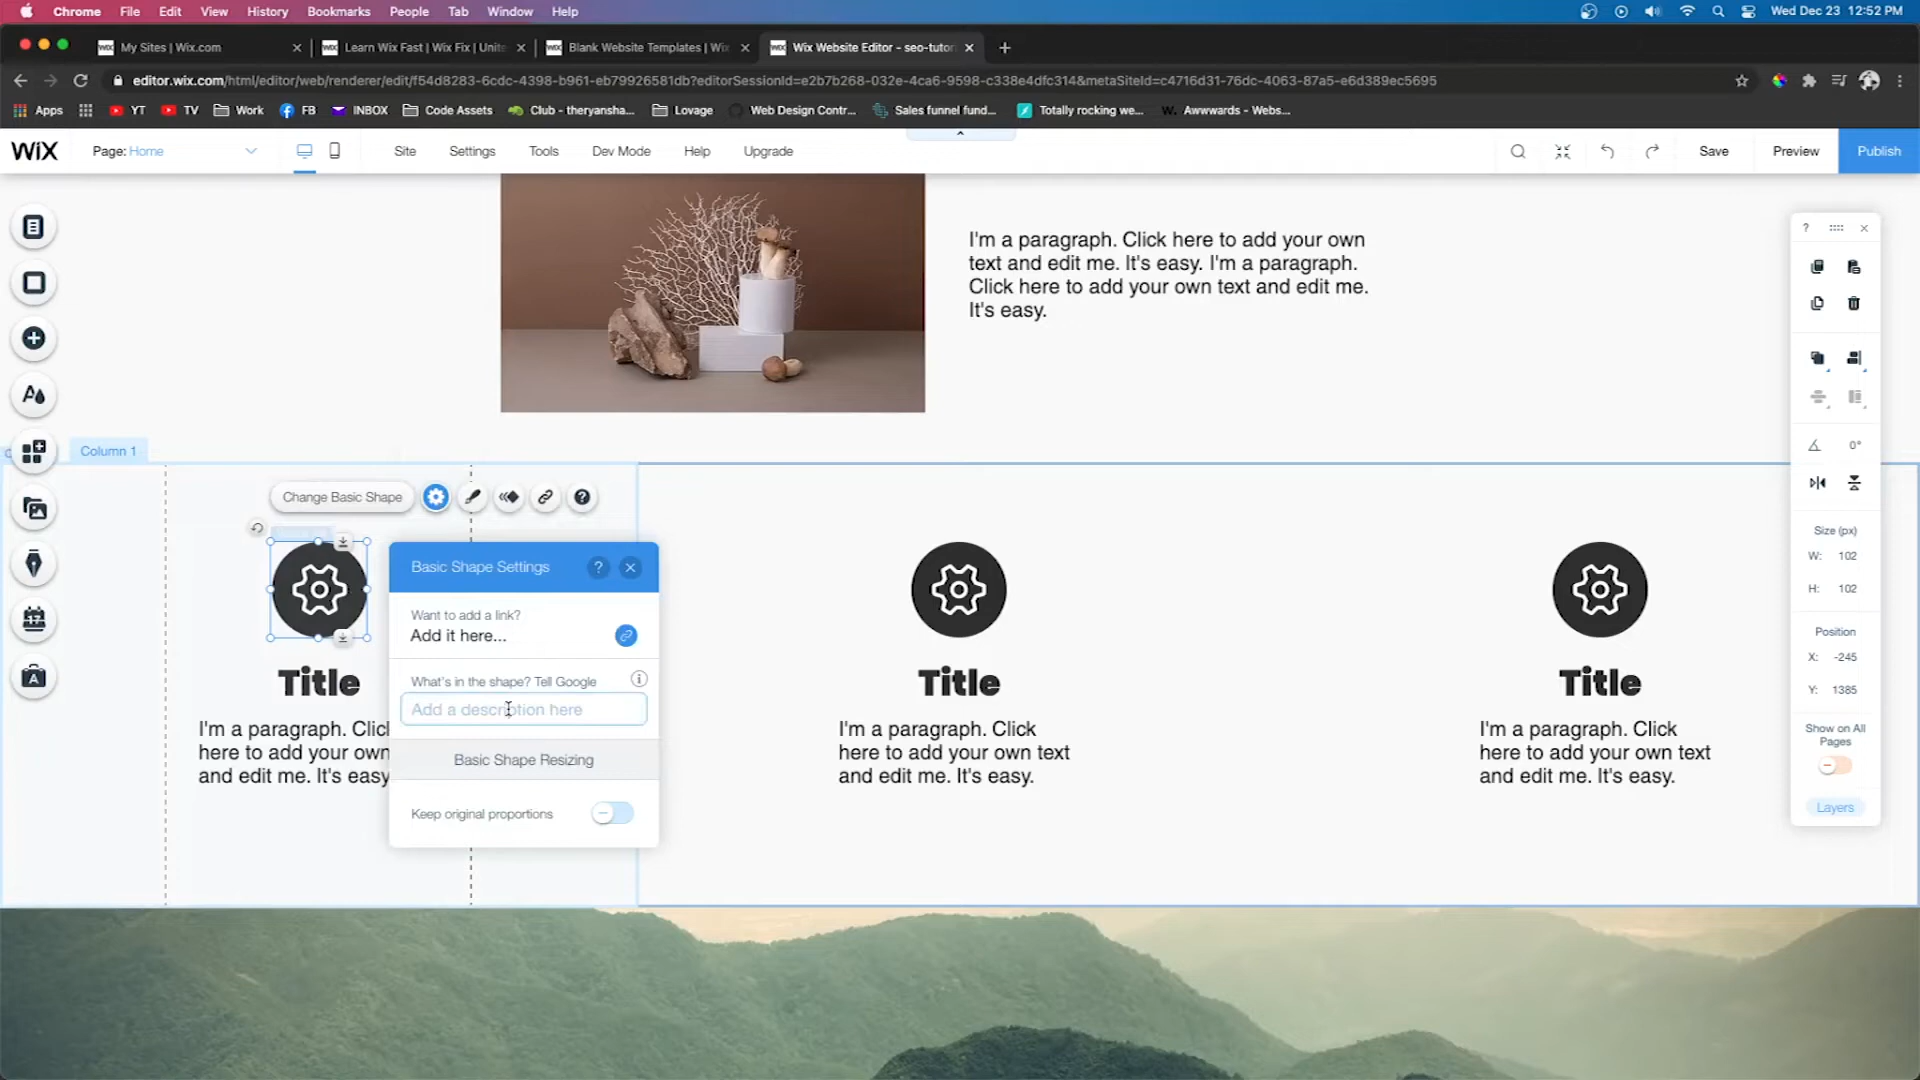 Chrome File Edit View History Bookmarks People Tab Window Help Wed Dec 23 12:52 PM
My Sites | Wix.com Learn Wix Fast | Wix Fix | Unite Blank Website Templates | Wix Wix Website Editor - seo-tutori
editor.wix.com/html/editor/web/renderer/edit/f54d8283-6cdc-4398-b961-eb79926581db?editorSessionId=e2b7b268-032e-4ca6-9598-c338e4dfc314&metaSiteId=c4716d31-76dc-4063-87a5-e6d389ec5695
Apps YT TV Work FB INBOX Code Assets Club - theryansha... Lovage Web Design Contr... Sales funnel fund... Totally rocking we... Awwwards - Webs...
WiX Page: Home Site Settings Tools Dev Mode Help Upgrade Save Preview Publish
I'm a paragraph. Click here to add your own
text and edit me. It's easy. I'm a paragraph.
Click here to add your own text and edit me.
It's easy.
Column 1
Change Basic Shape
Basic Shape Settings
Want to add a link?
Add it here...
What's in the shape? Tell Google
Add a description here
Basic Shape Resizing
Keep original proportions
Title
I'm a paragraph. Clic
here to add your own
and edit me. It's easy
Title
I'm a paragraph. Click
here to add your own text
and edit me. It's easy.
Title
I'm a paragraph. Click
here to add your own text
and edit me. It's easy.
0°
Size (px)
W: 102
H: 102
Position
X: -245
Y: 1385
Show on All
Pages
Layers